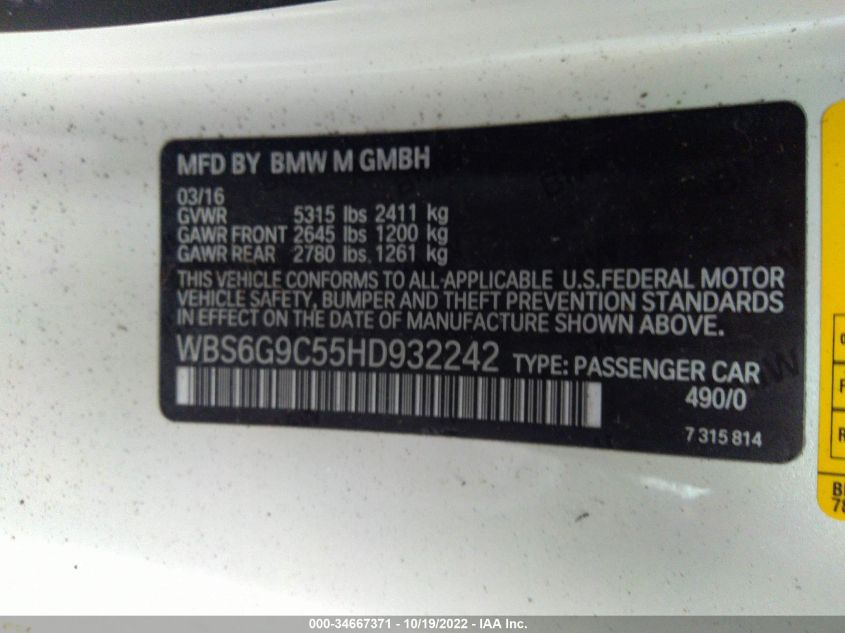 MFD BY BMW M GMBH
03/16
GVWR 5315 lbs 2411 kg
GAWR FRONT 2645 lbs 1200 kg
GAWR REAR 2780 lbs. 1261 kg
THIS VEHICLE CONFORMS TO ALL APPLICABLE U.S.FEDERAL MOTOR
VEHICLE SAFETY, BUMPER AND THEFT PREVENTION STANDARDS
IN EFFECT ON THE DATE OF MANUFACTURE SHOWN ABOVE.
WBS6G9C55HD932242 TYPE: PASSENGER CAR
490/0
7 315 814
000-34667371 - 10/19/2022 - IAA Inc.